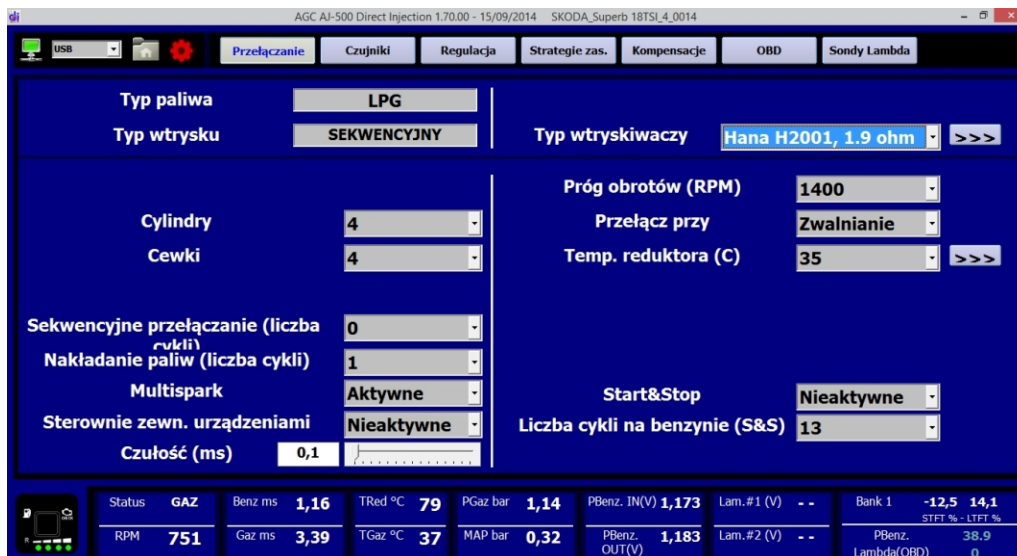 di
AGC AJ-500 Direct Injection 1.70.00 - 15/09/2014 SKODA_Superb 18TSI_4_0014
USB
Przełączanie
Czujniki
Regulacja
Strategie zas.
Kompensacje
OBD
Sondy Lambda
Typ paliwa LPG
Typ wtrysku SEKWENCYJNY
Typ wtryskiwaczy Hana H2001, 1.9 ohm >>>
Cylindry 4
Cewki 4
Sekwencyjne przełączanie (liczba
cykli) 0
Nakładanie paliw (liczba cykli) 1
Multispark Aktywne
Sterownie zewn. urządzeniami Nieaktywne
Czułość (ms) 0,1
Próg obrotów (RPM) 1400
Przełącz przy Zwalnianie
Temp. reduktora (C) 35 >>>
Start&Stop Nieaktywne
Liczba cykli na benzynie (S&S) 13
Status GAZ Benz ms 1,16 TRed °C 79 PGaz bar 1,14 PBenz. IN(V) 1,173 Lam.#1 (V) - - Bank 1 -12,5 14,1
STFT % - LTFT %
R
RPM 751 Gaz ms 3,39 TGaz °C 37 MAP bar 0,32 PBenz.
OUT(V) 1,183 Lam.#2 (V) - - PBenz. 38.9
Lambda(OBD) 0